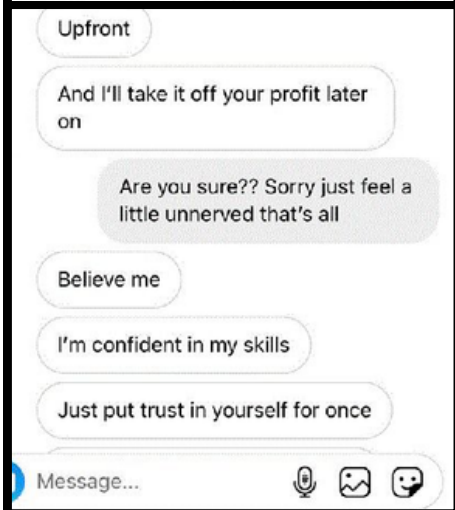 Upfront
And I'll take it off your profit later
on
Are you sure?? Sorry just feel a
little unnerved that's all
Believe me
I'm confident in my skills
Just put trust in yourself for once
Message...